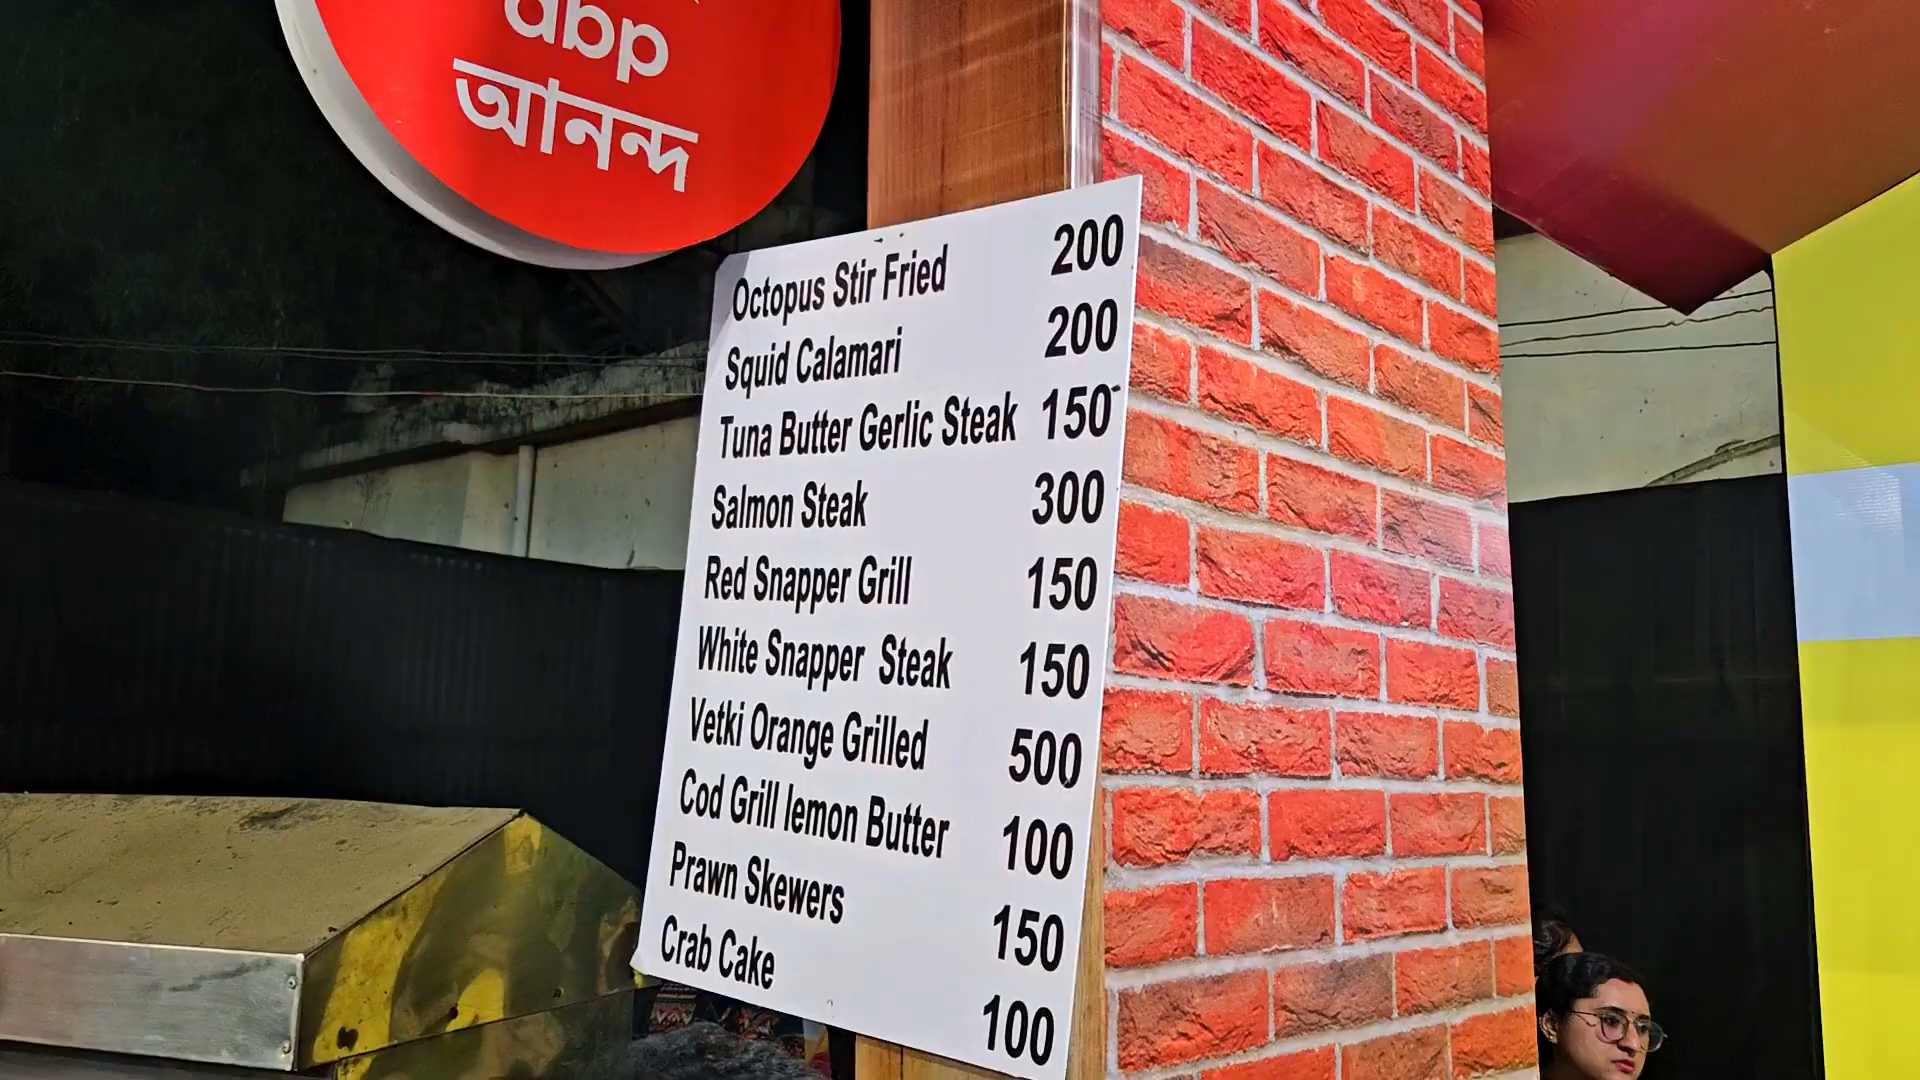 abp
আনন্দ
Octopus Stir Fried 200
Squid Calamari 200
Tuna Butter Gerlic Steak 150
Salmon Steak 300
Red Snapper Grill 150
White Snapper Steak 150
Vetki Orange Grilled 500
Cod Grill lemon Butter 100
Prawn Skewers 150
Crab Cake 100